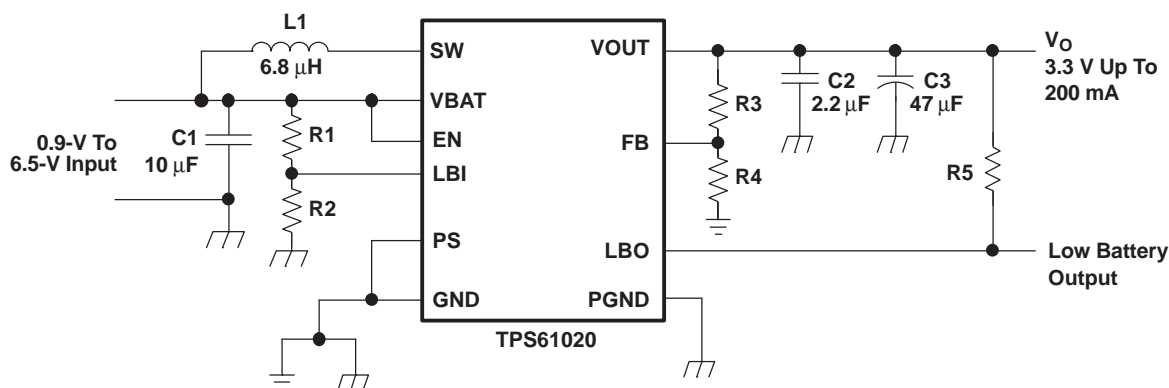 L1
6.8 µH
SW
VOUT
VO
3.3 V Up To
200 mA
C2
2.2 µF
C3
47 µF
R3
VBAT
0.9-V To
6.5-V Input
C1
10 µF
R1
EN
FB
LBI
R4
R5
R2
PS
LBO
Low Battery
Output
GND
PGND
TPS61020